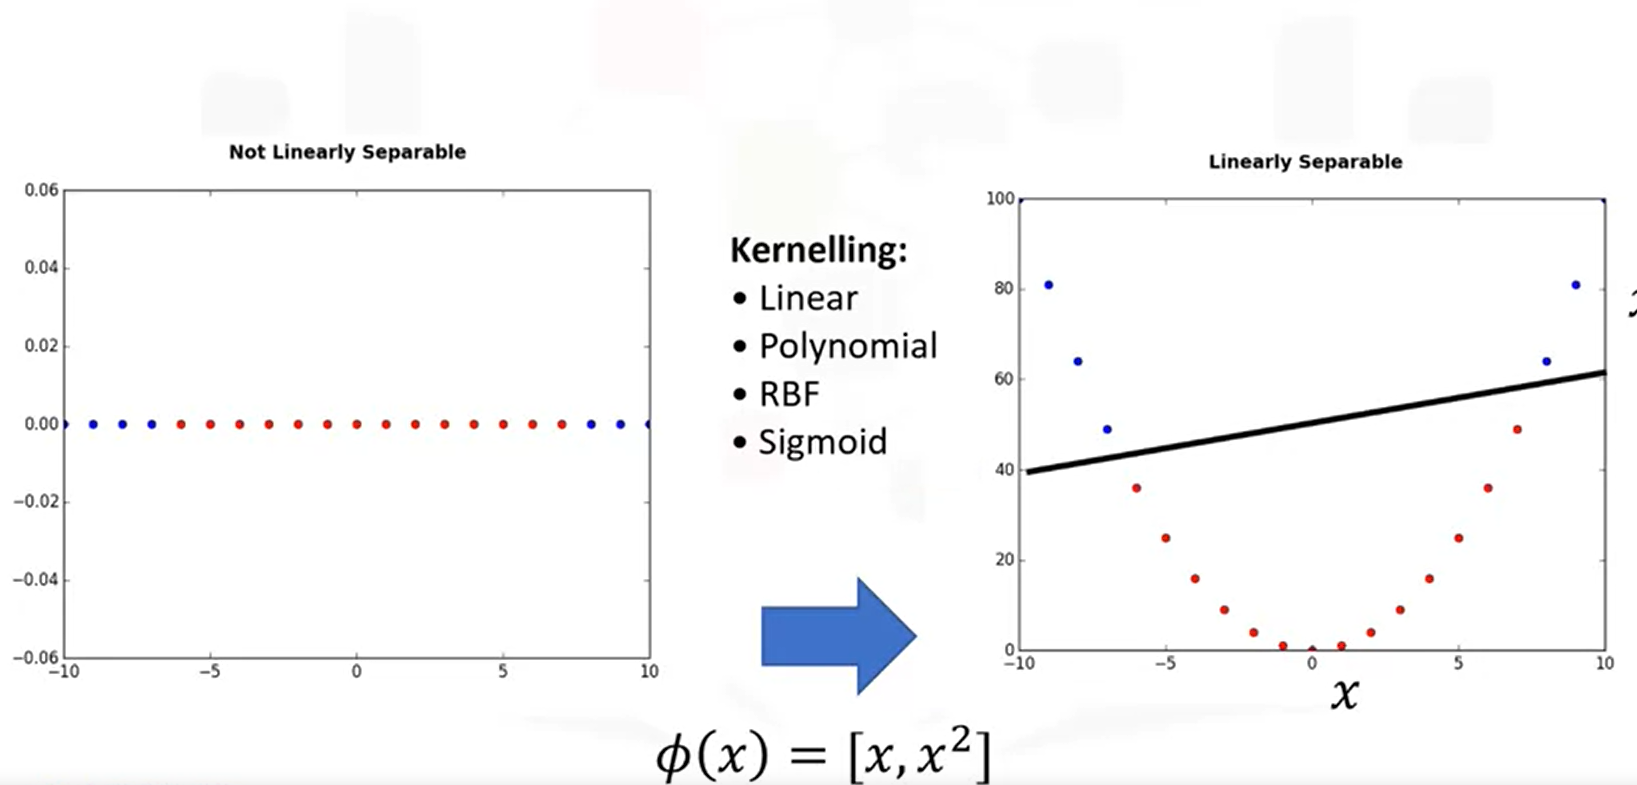 Not Linearly Separable
0.06
0.04
0.02
0.00
−0.02
−0.04
−0.06
−10
−5
0
5
10
Kernelling:
• Linear
• Polynomial
• RBF
• Sigmoid
Linearly Separable
100
80
60
40
20
0
−10
−5
0
5
10
x
ϕ(x) = [x, x²]